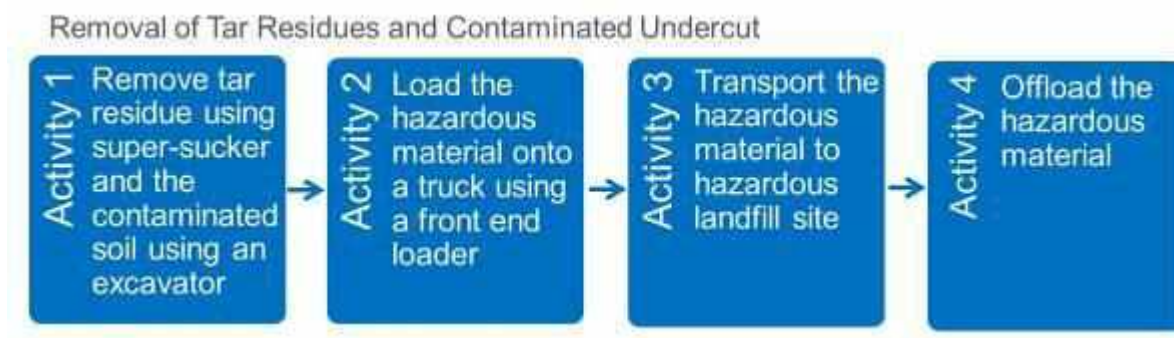 Removal of Tar Residues and Contaminated Undercut
Activity 1
Remove tar
residue using
super-sucker
and the
contaminated
soil using an
excavator
Activity 2
Load the
hazardous
material onto
a truck using
a front end
loader
Activity 3
Transport the
hazardous
material to
hazardous
landfill site
Activity 4
Offload the
hazardous
material